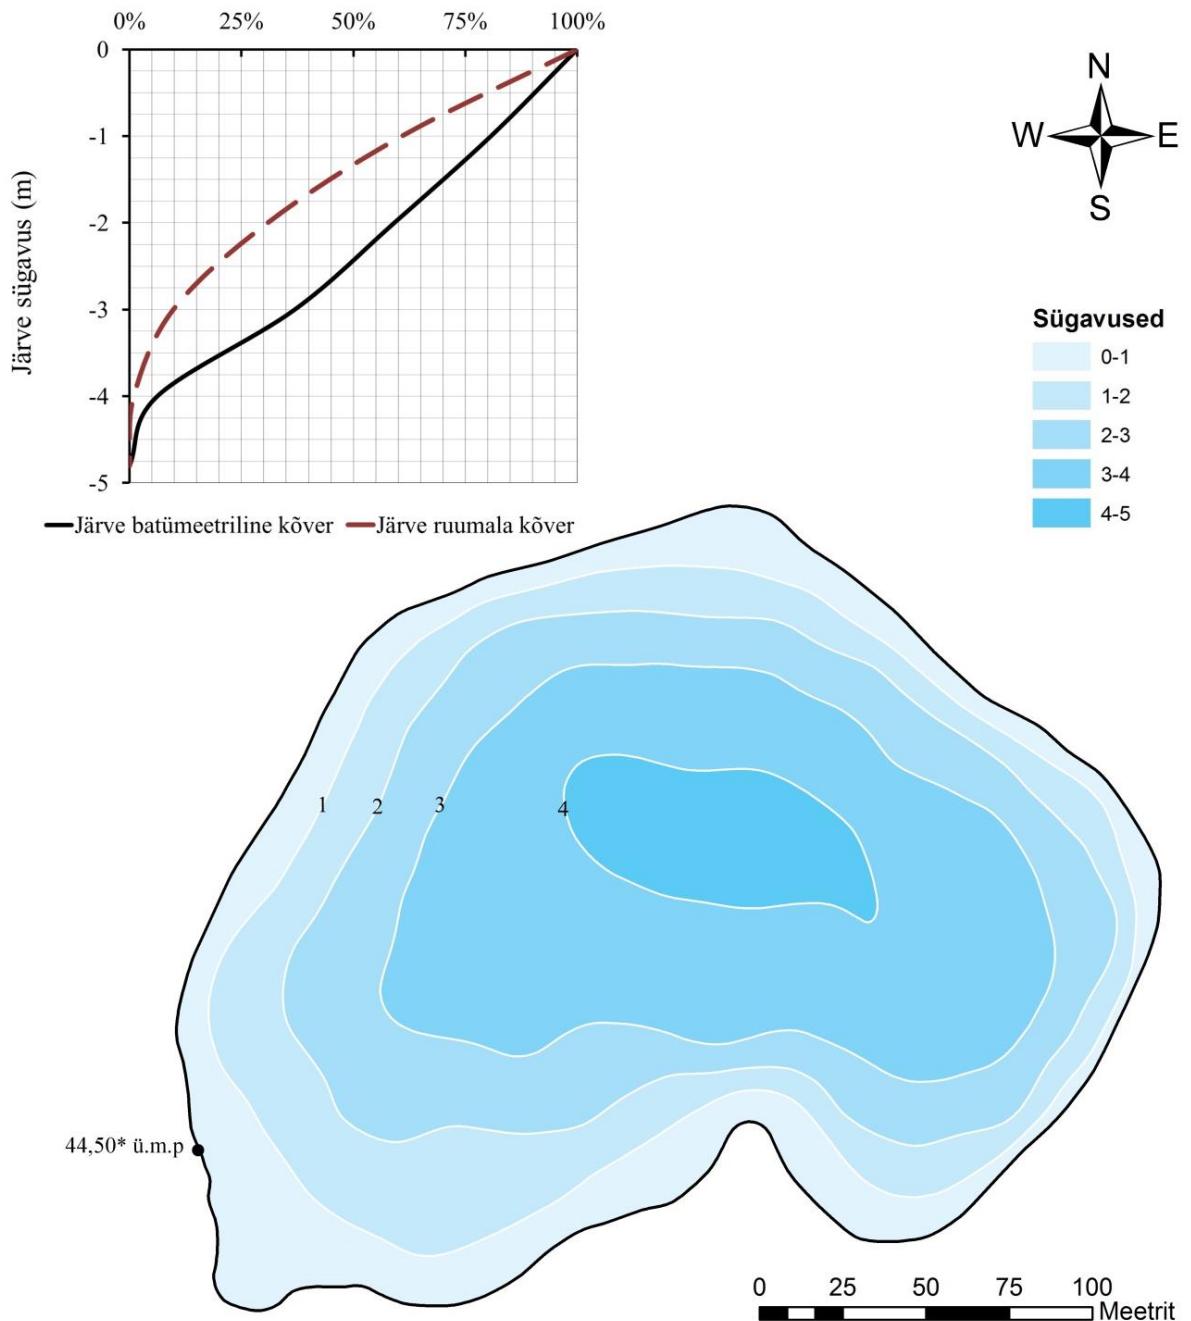 0% 25% 50% 75% 100%
0
-1
-2
-3
-4
-5
Järve sügavus (m)
Järve batümeetriline kõver Järve ruumala kõver
N
W E
S
Sügavused
0-1
1-2
2-3
3-4
4-5
1 2 3 4
44,50* ü.m.p
0 25 50 75 100
Meetrit